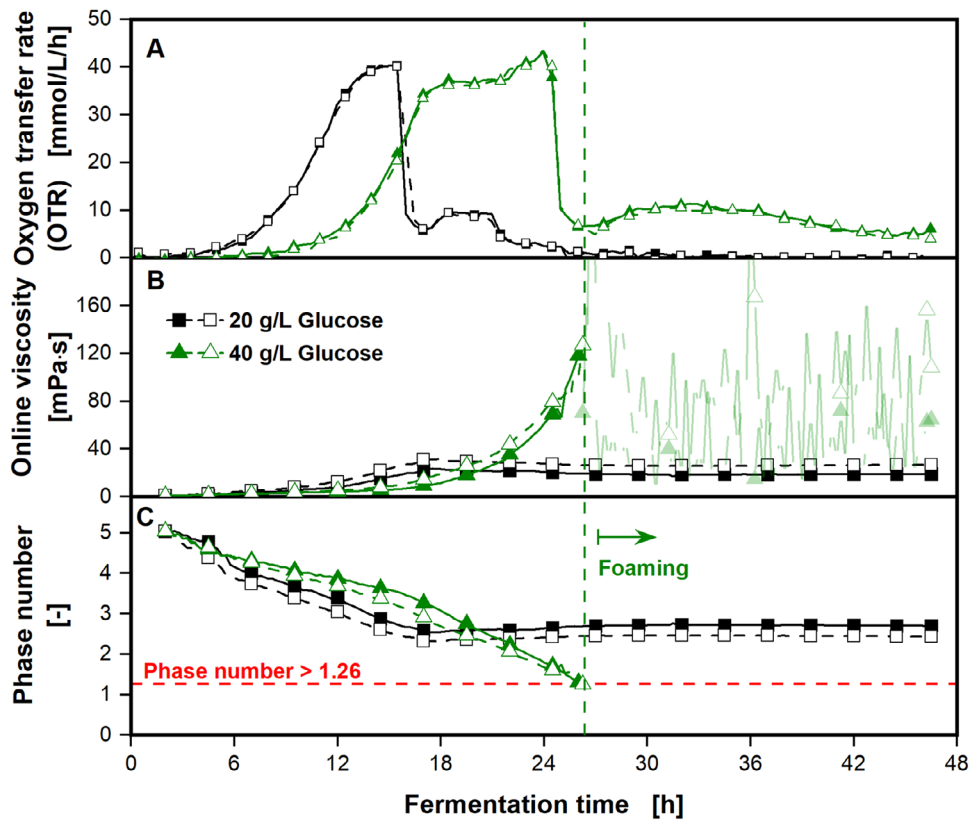 50
40
30
20
10
0
Oxygen transfer rate
(OTR) [mmol/L/h]
A
160
120
80
40
0
Online viscosity
[mPa·s]
B
20 g/L Glucose
40 g/L Glucose
5
4
3
2
1
0
Phase number
[-]
C
Foaming
Phase number > 1.26
0 6 12 18 24 30 36 42 48
Fermentation time [h]